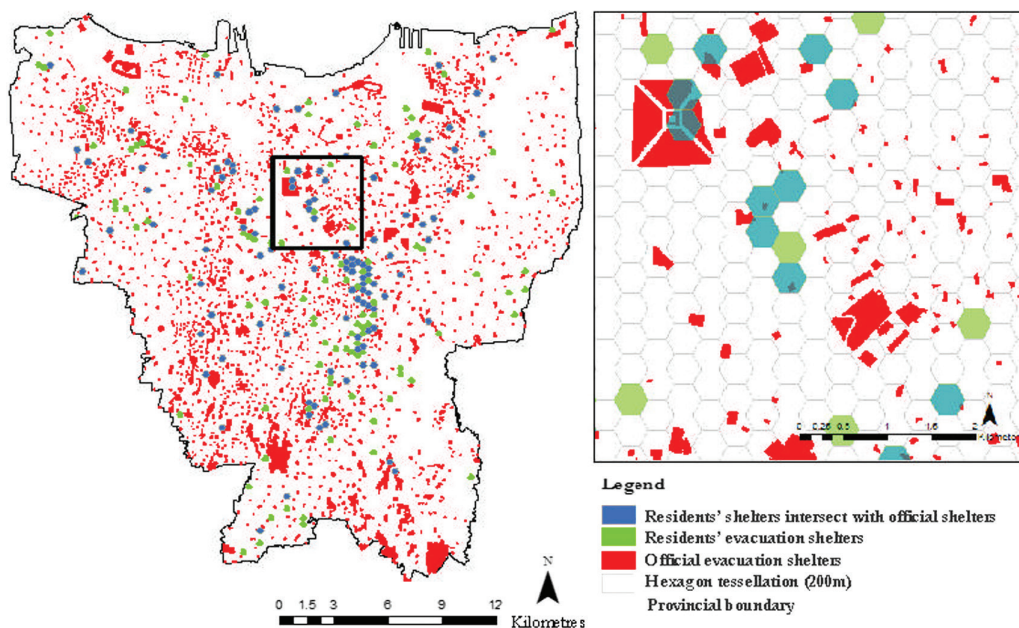 N
0 0.25 0.5 1 1.5 2
Kilometres
Legend
Residents' shelters intersect with official shelters
Residents' evacuation shelters
Official evacuation shelters
Hexagon tessellation (200m)
Provincial boundary
N
0 1.5 3 6 9 12
Kilometres